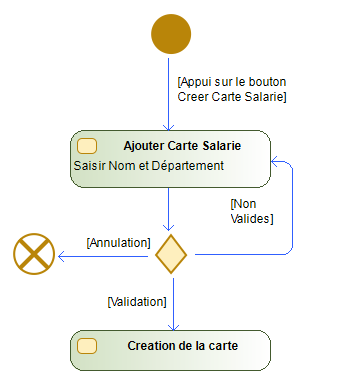 [Appui sur le bouton
Creer Carte Salarie]
Ajouter Carte Salarie
Saisir Nom et Département
[Non
Valides]
[Annulation]
[Validation]
Creation de la carte